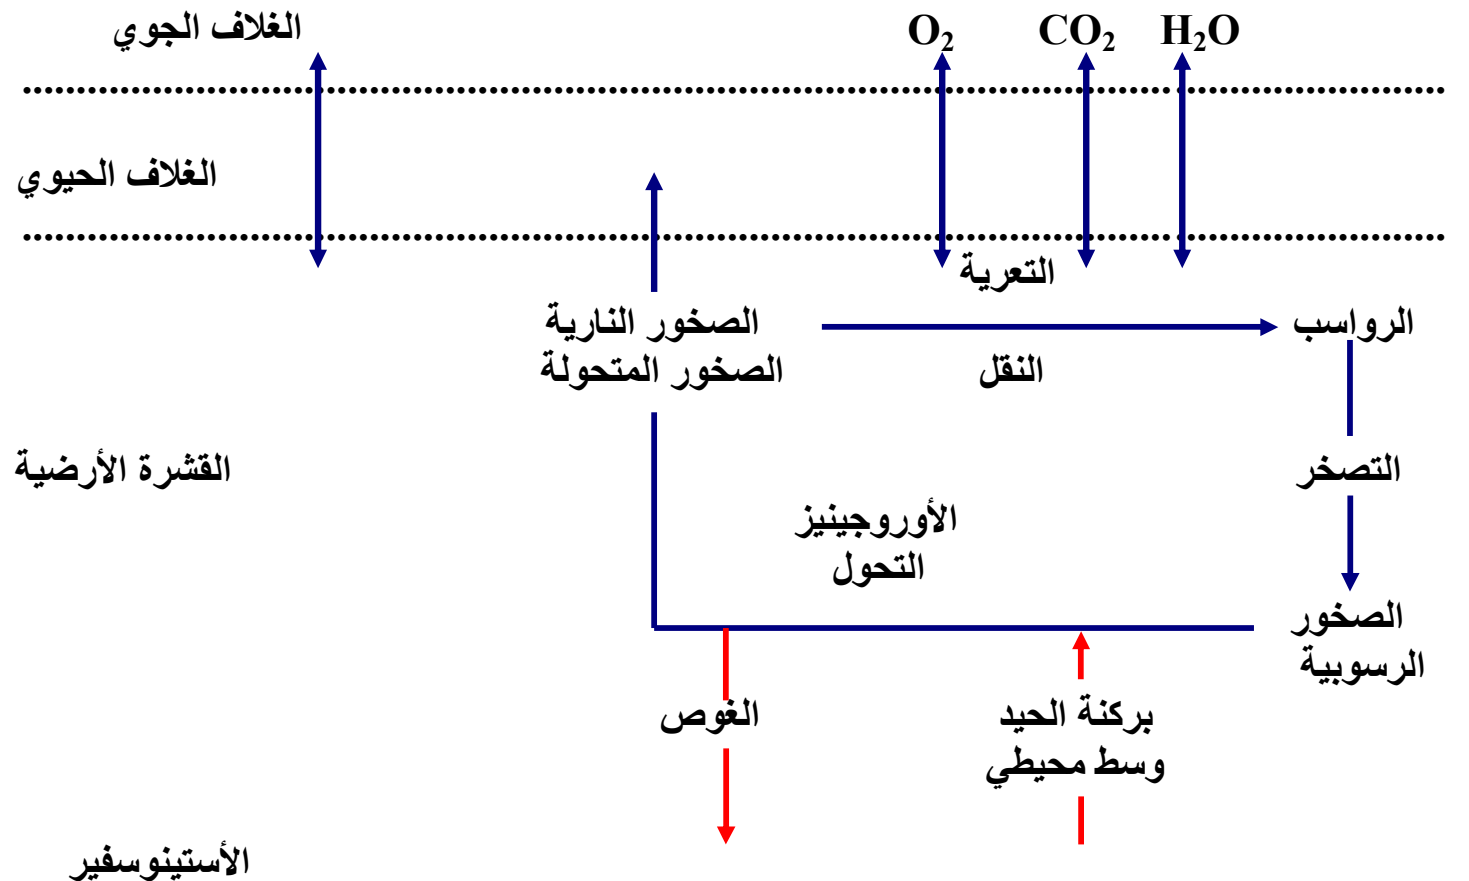 الغلاف الجوي
O₂ CO₂ H₂O
الغلاف الحيوي
التعرية
الصخور النارية
الصخور المتحولة
النقل
الرواسب
القشرة الأرضية
التصخر
الأوروجينيز
التحول
الصخور
الرسوبية
الغوص
بركنة الحيد
وسط محيطي
الأستينوسفير